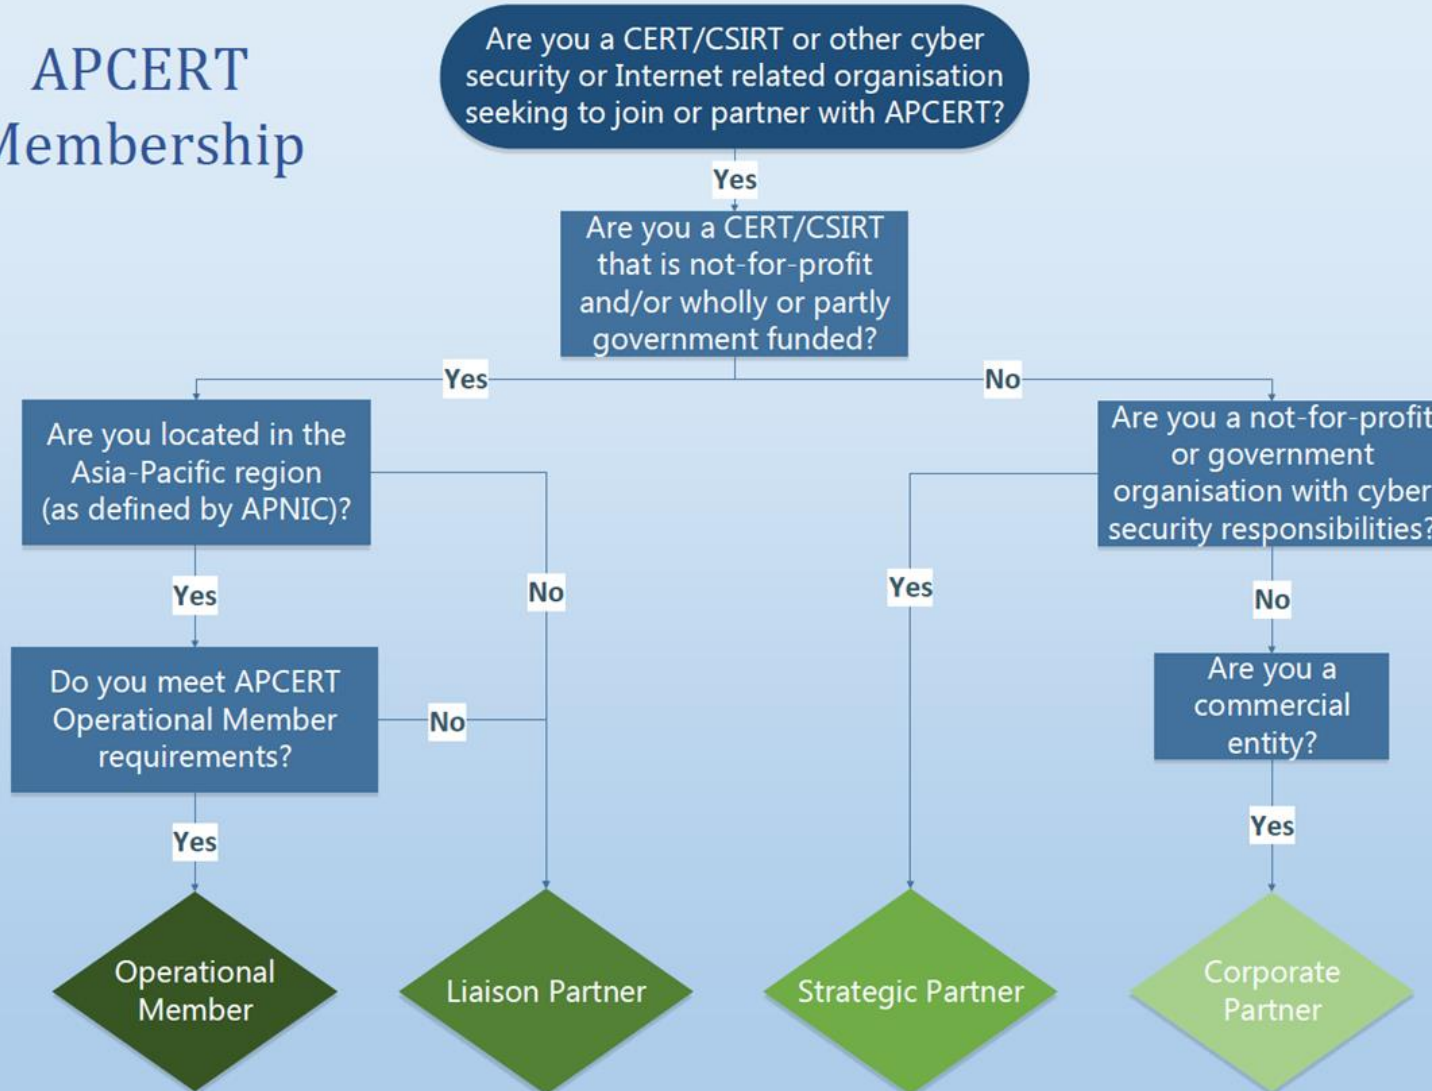 APCERT
Membership
Are you a CERT/CSIRT or other cyber
security or Internet related organisation
seeking to join or partner with APCERT?
Yes
Are you a CERT/CSIRT
that is not-for-profit
and/or wholly or partly
government funded?
Yes
No
Are you located in the
Asia-Pacific region
(as defined by APNIC)?
Are you a not-for-profit
or government
organisation with cyber
security responsibilities?
Yes
No
Yes
No
Do you meet APCERT
Operational Member
requirements?
No
Are you a
commercial
entity?
Yes
Yes
Operational
Member
Liaison Partner
Strategic Partner
Corporate
Partner